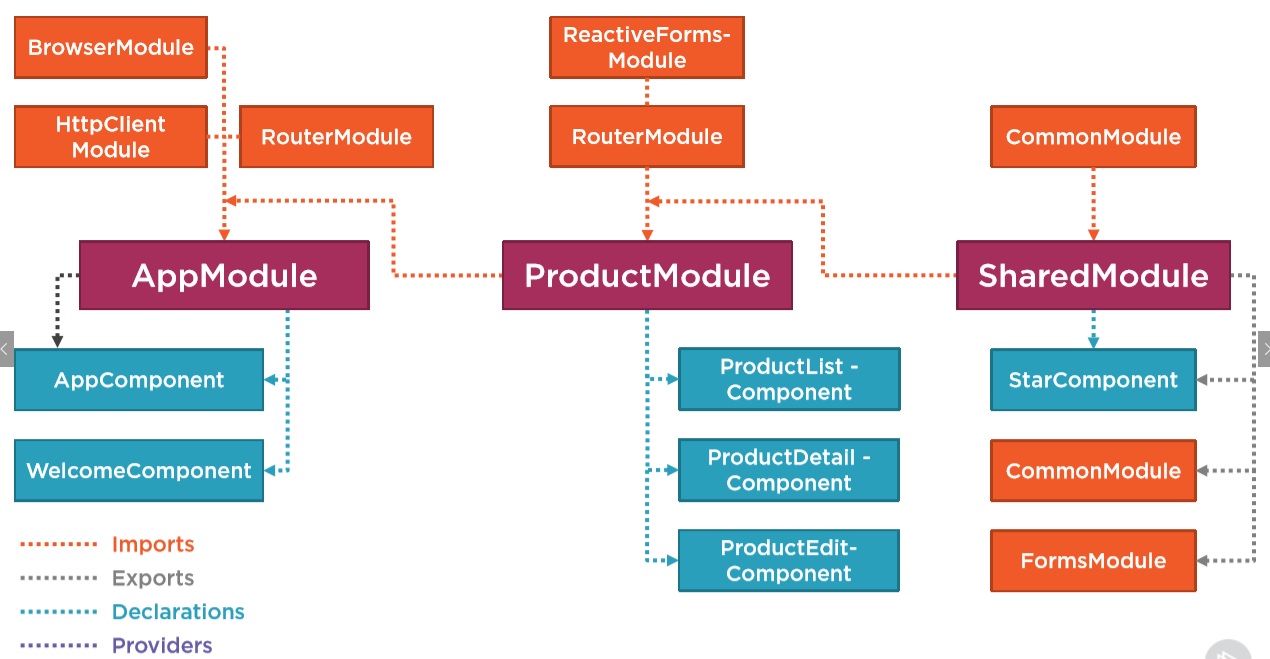 BrowserModule
HttpClient
Module
RouterModule
ReactiveForms-
Module
RouterModule
CommonModule
AppModule
ProductModule
SharedModule
AppComponent
WelcomeComponent
ProductList -
Component
ProductDetail -
Component
ProductEdit-
Component
StarComponent
CommonModule
FormsModule
Imports
Exports
Declarations
Providers